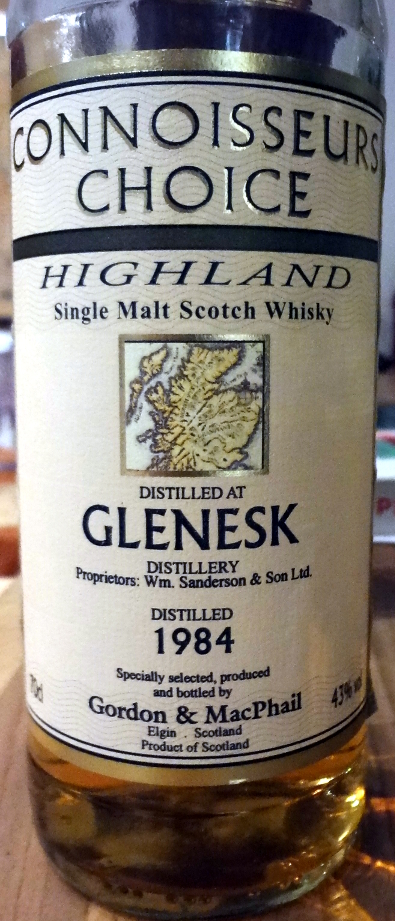 CONNOISSEURS
CHOICE
HIGHLAND
Single Malt Scotch Whisky
DISTILLED AT
GLENESK
DISTILLERY
Proprietors: Wm. Sanderson & Son Ltd.
DISTILLED
1984
Specially selected, produced
and bottled by
70cl Gordon & MacPhail 43%
Elgin . Scotland
Product of Scotland